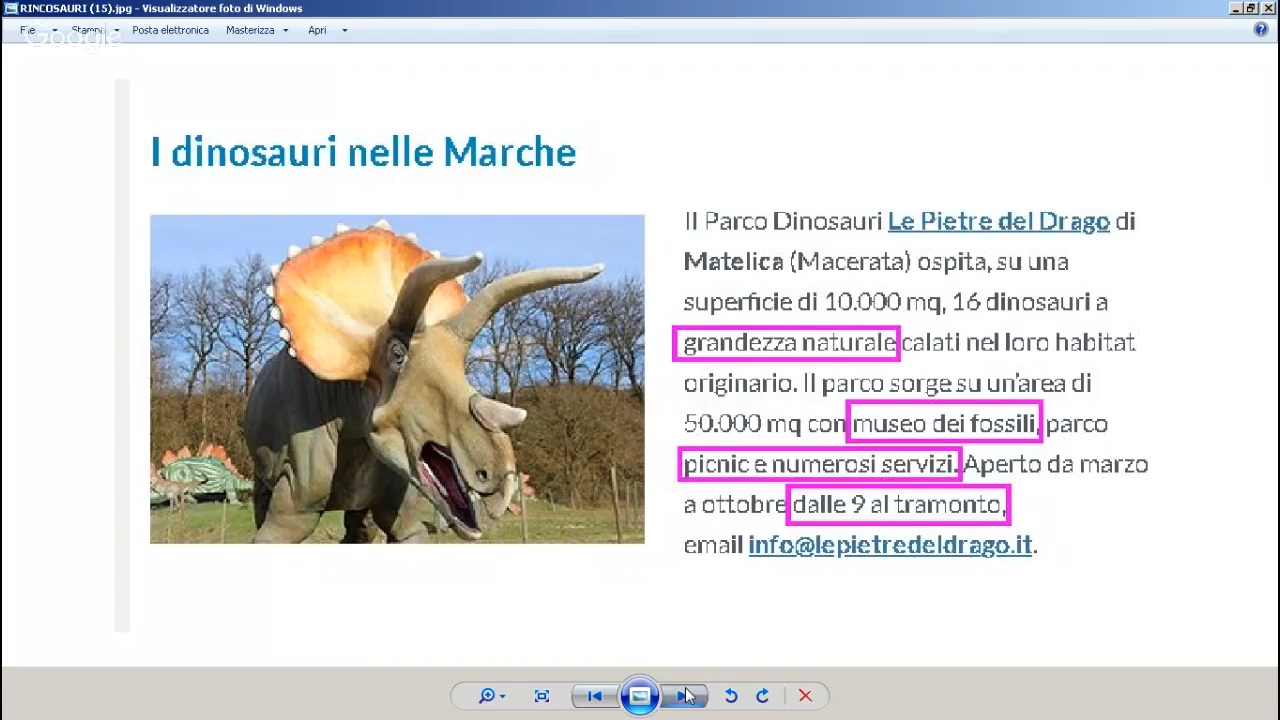 RINCOSAURI (15).jpg - Visualizzatore foto di Windows
File Stampa Posta elettronica Masterizza Apri
Google
I dinosauri nelle Marche
Il Parco Dinosauri Le Pietre del Drago di
Matelica (Macerata) ospita, su una
superficie di 10.000 mq, 16 dinosauri a
grandezza naturale calati nel loro habitat
originario. Il parco sorge su un'area di
50.000 mq con museo dei fossili, parco
picnic e numerosi servizi. Aperto da marzo
a ottobre dalle 9 al tramonto,
email info@lepietredeldrago.it.